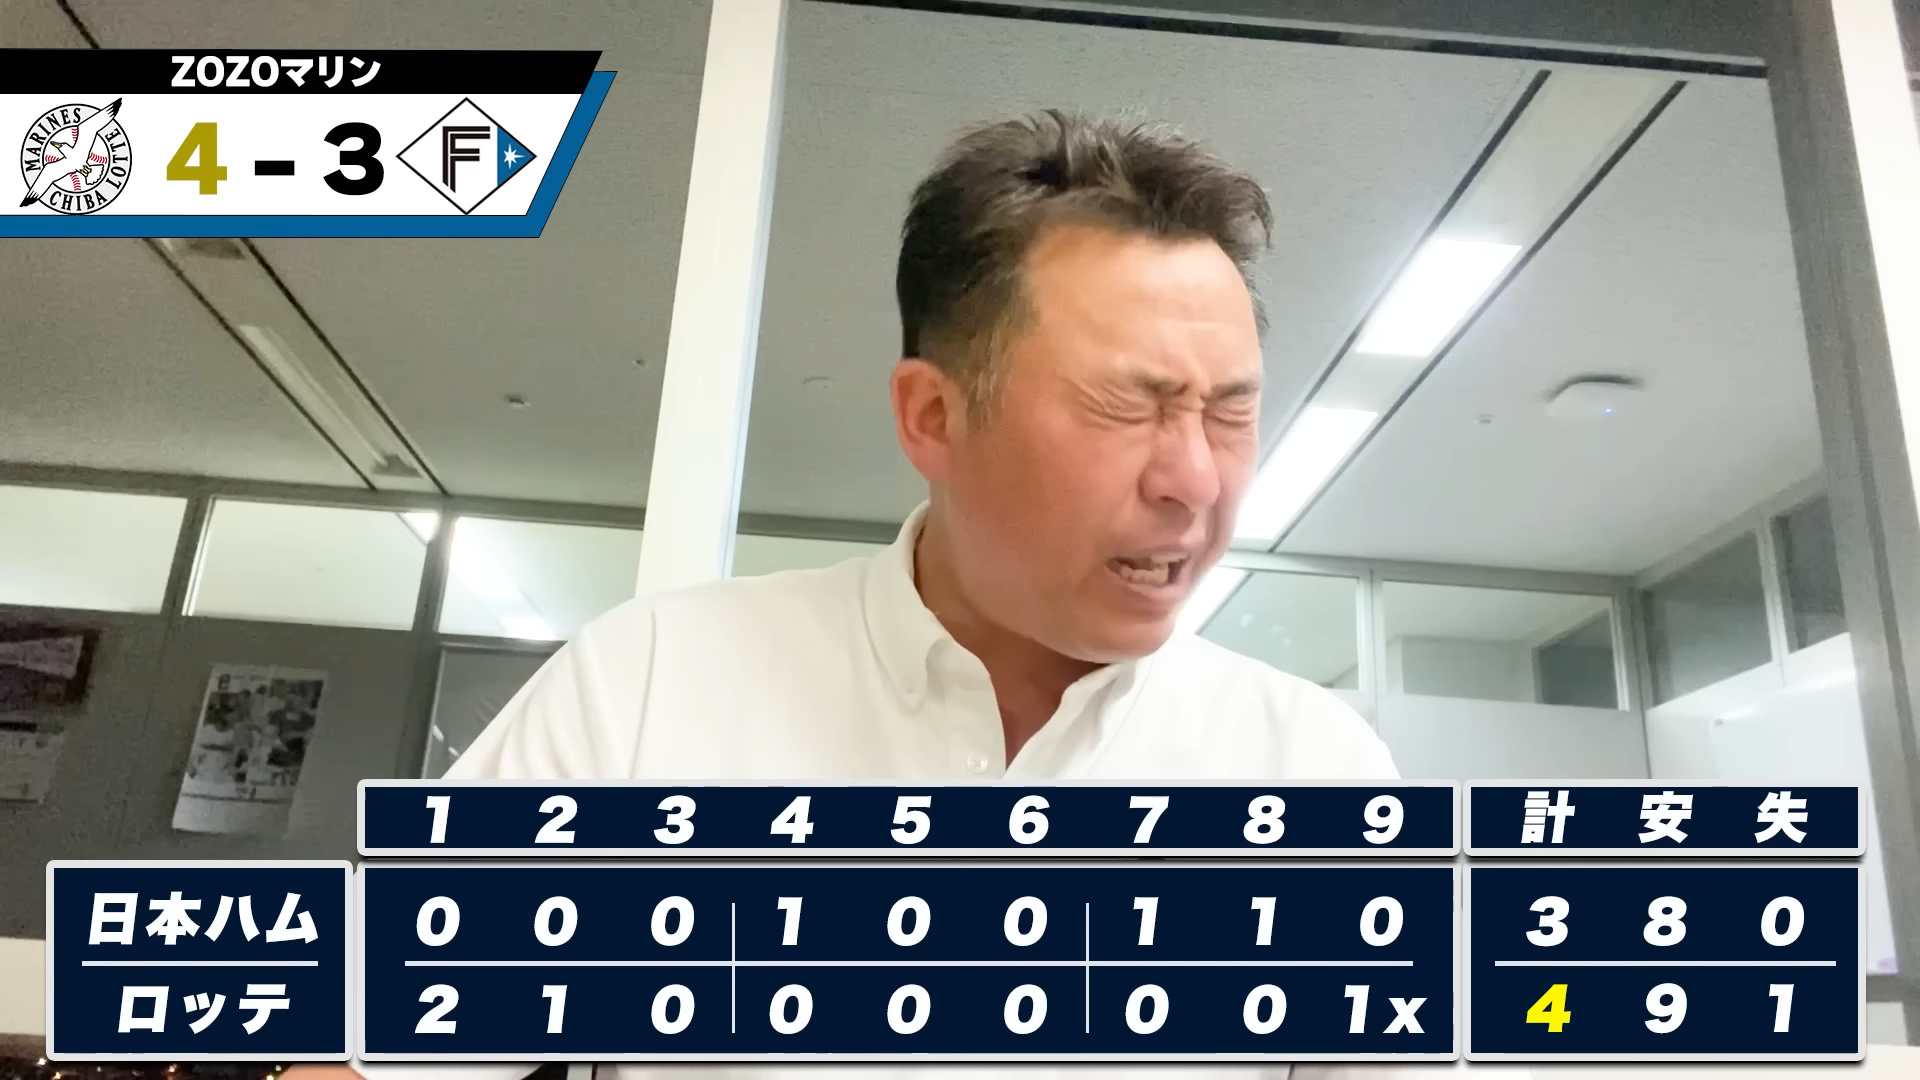 ZOZOマリン
MARINES
CHIBA LOTTE
4 - 3
F
1 2 3 4 5 6 7 8 9 計 安 失
日本ハム 0 0 0 1 0 0 1 1 0 3 8 0
ロッテ 2 1 0 0 0 0 0 0 1x 4 9 1